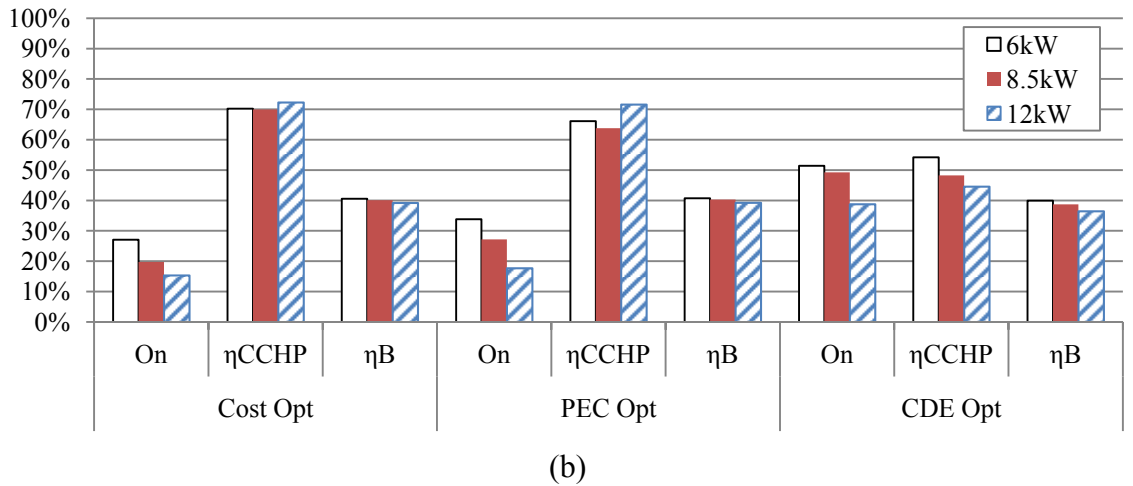 100%
90%
80%
70%
60%
50%
40%
30%
20%
10%
0%
6kW
8.5kW
12kW
On ηCCHP ηB On ηCCHP ηB On ηCCHP ηB
Cost Opt PEC Opt CDE Opt
(b)